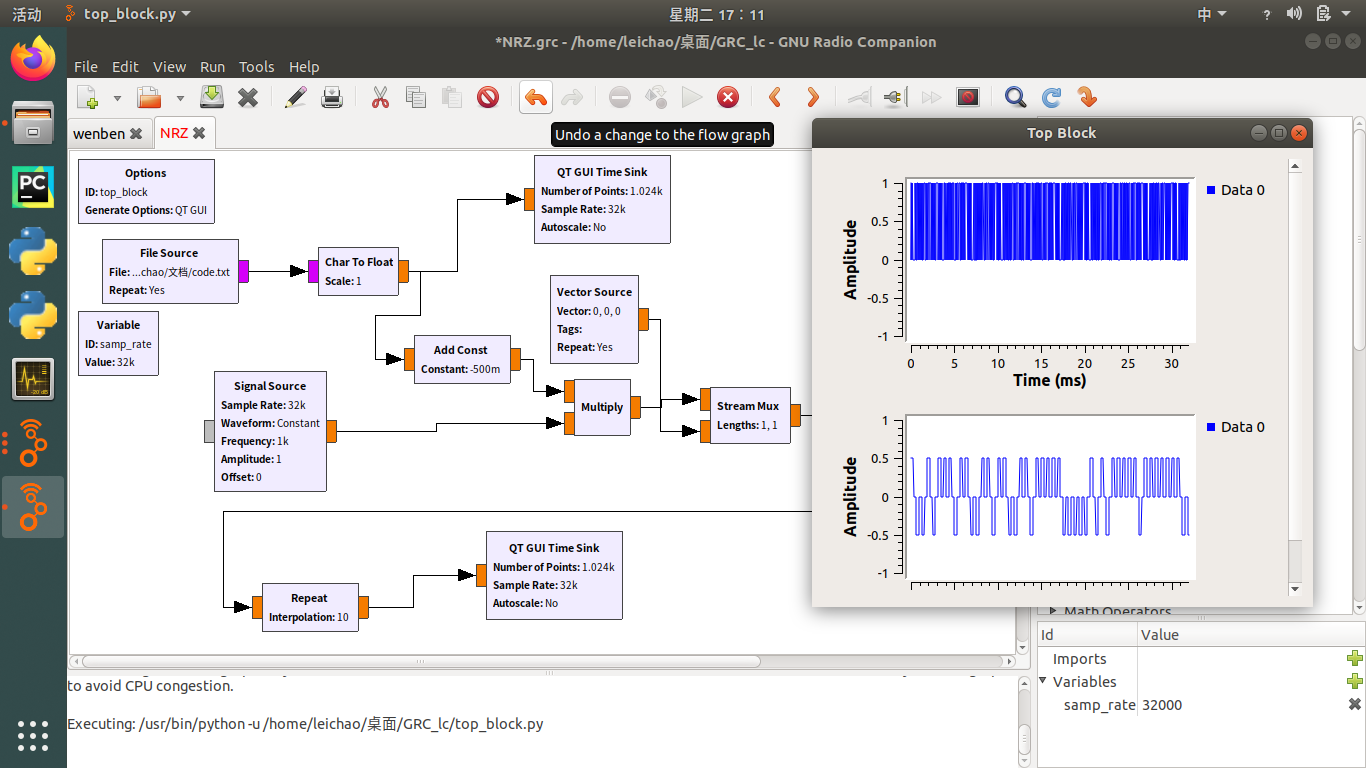 活动
top_block.py
星期二 17：11
中
*NRZ.grc - /home/leichao/桌面/GRC_lc - GNU Radio Companion
File Edit View Run Tools Help
wenben
NRZ
Undo a change to the flow graph
Options
ID: top_block
Generate Options: QT GUI
File Source
File: ...chao/文档/code.txt
Repeat: Yes
Char To Float
Scale: 1
QT GUI Time Sink
Number of Points: 1.024k
Sample Rate: 32k
Autoscale: No
Variable
ID: samp_rate
Value: 32k
Vector Source
Vector: 0, 0, 0
Tags:
Repeat: Yes
Add Const
Constant: -500m
Signal Source
Sample Rate: 32k
Waveform: Constant
Frequency: 1k
Amplitude: 1
Offset: 0
Multiply
Stream Mux
Lengths: 1, 1
Repeat
Interpolation: 10
QT GUI Time Sink
Number of Points: 1.024k
Sample Rate: 32k
Autoscale: No
Top Block
Data 0
Amplitude
1
0.5
0
-0.5
-1
0 5 10 15 20 25 30
Time (ms)
Data 0
Amplitude
1
0.5
0
-0.5
-1
Math Operators
Id Value
Imports
Variables
samp_rate 32000
to avoid CPU congestion.
Executing: /usr/bin/python -u /home/leichao/桌面/GRC_lc/top_block.py
PC